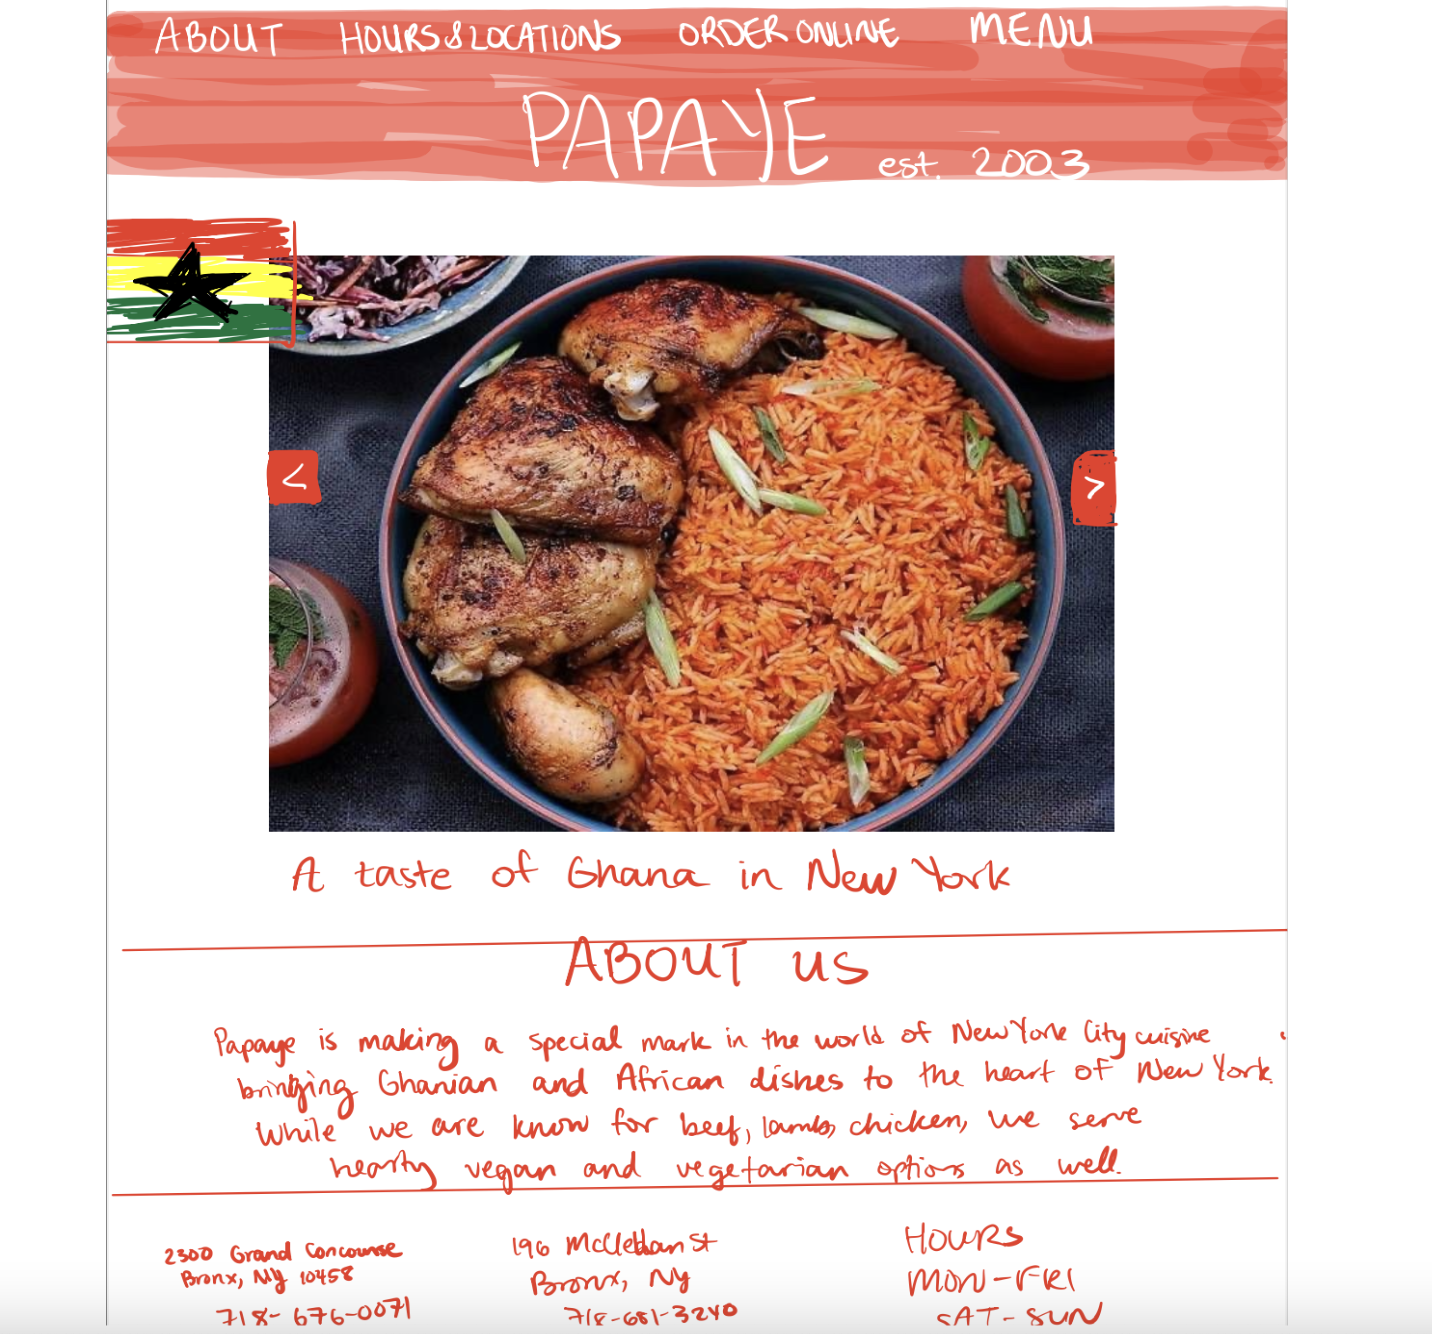 ABOUT HOURS & LOCATIONS ORDER ONLINE MENU
PAPAYE
est. 2003
<
>
A taste of Ghana in New York
ABOUT US
Papaye is making a special mark in the world of New York City cuisine
bringing Ghanian and African dishes to the heart of New York.
While we are know for beef, lamb, chicken, we serve
hearty vegan and vegetarian options as well.
2300 Grand Concourse
Bronx, NY 10458
718-676-0071
196 McClellan St
Bronx, NY
718-681-3240
HOURS
MON-FRI
SAT-SUN